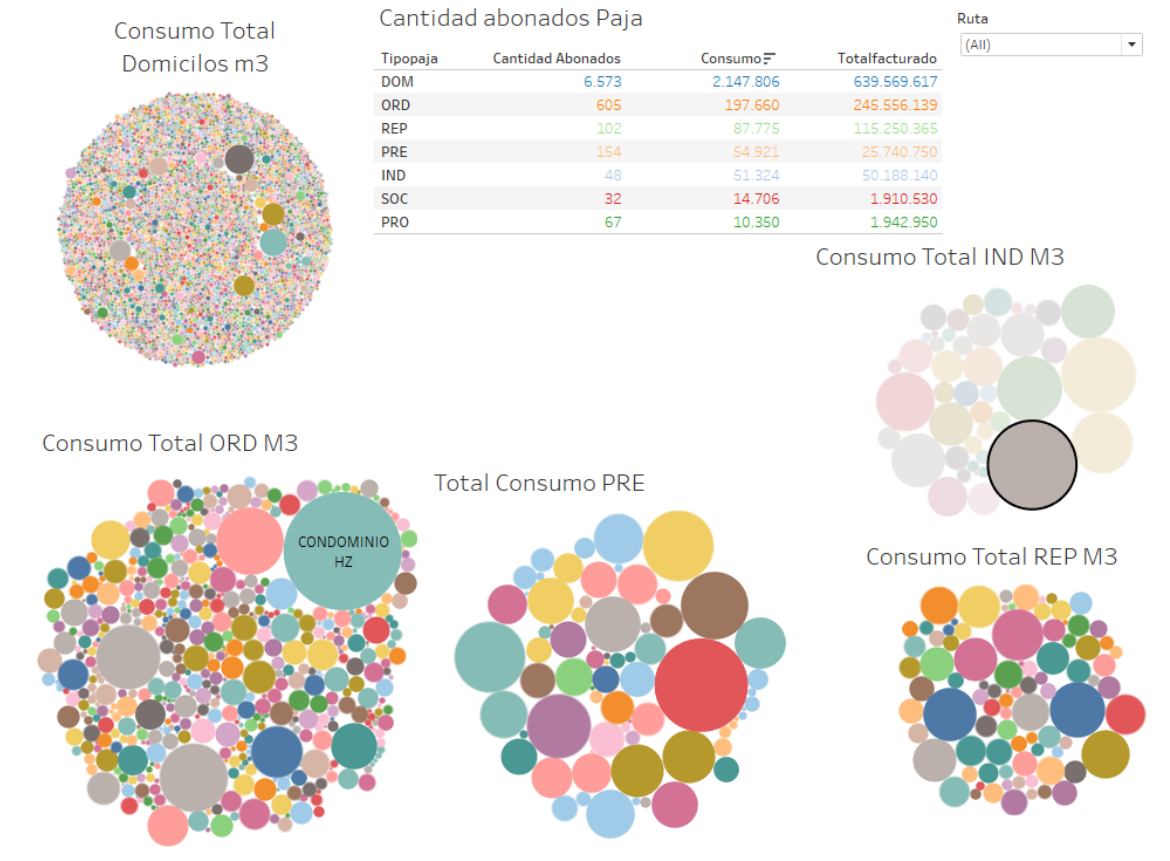 Consumo Total
Domicilos m3
Cantidad abonados Paja
Ruta
(All)
Tipopaja Cantidad Abonados Consumo Totalfacturado
DOM 6.573 2.147.806 639.569.617
ORD 605 197.660 245.556.139
REP 102 87.775 115.250.365
PRE 154 54.921 25.740.750
IND 48 51.324 50.188.140
SOC 32 14.706 1.910.530
PRO 67 10.350 1.942.950
Consumo Total IND M3
Consumo Total ORD M3
CONDOMINIO
HZ
Total Consumo PRE
Consumo Total REP M3